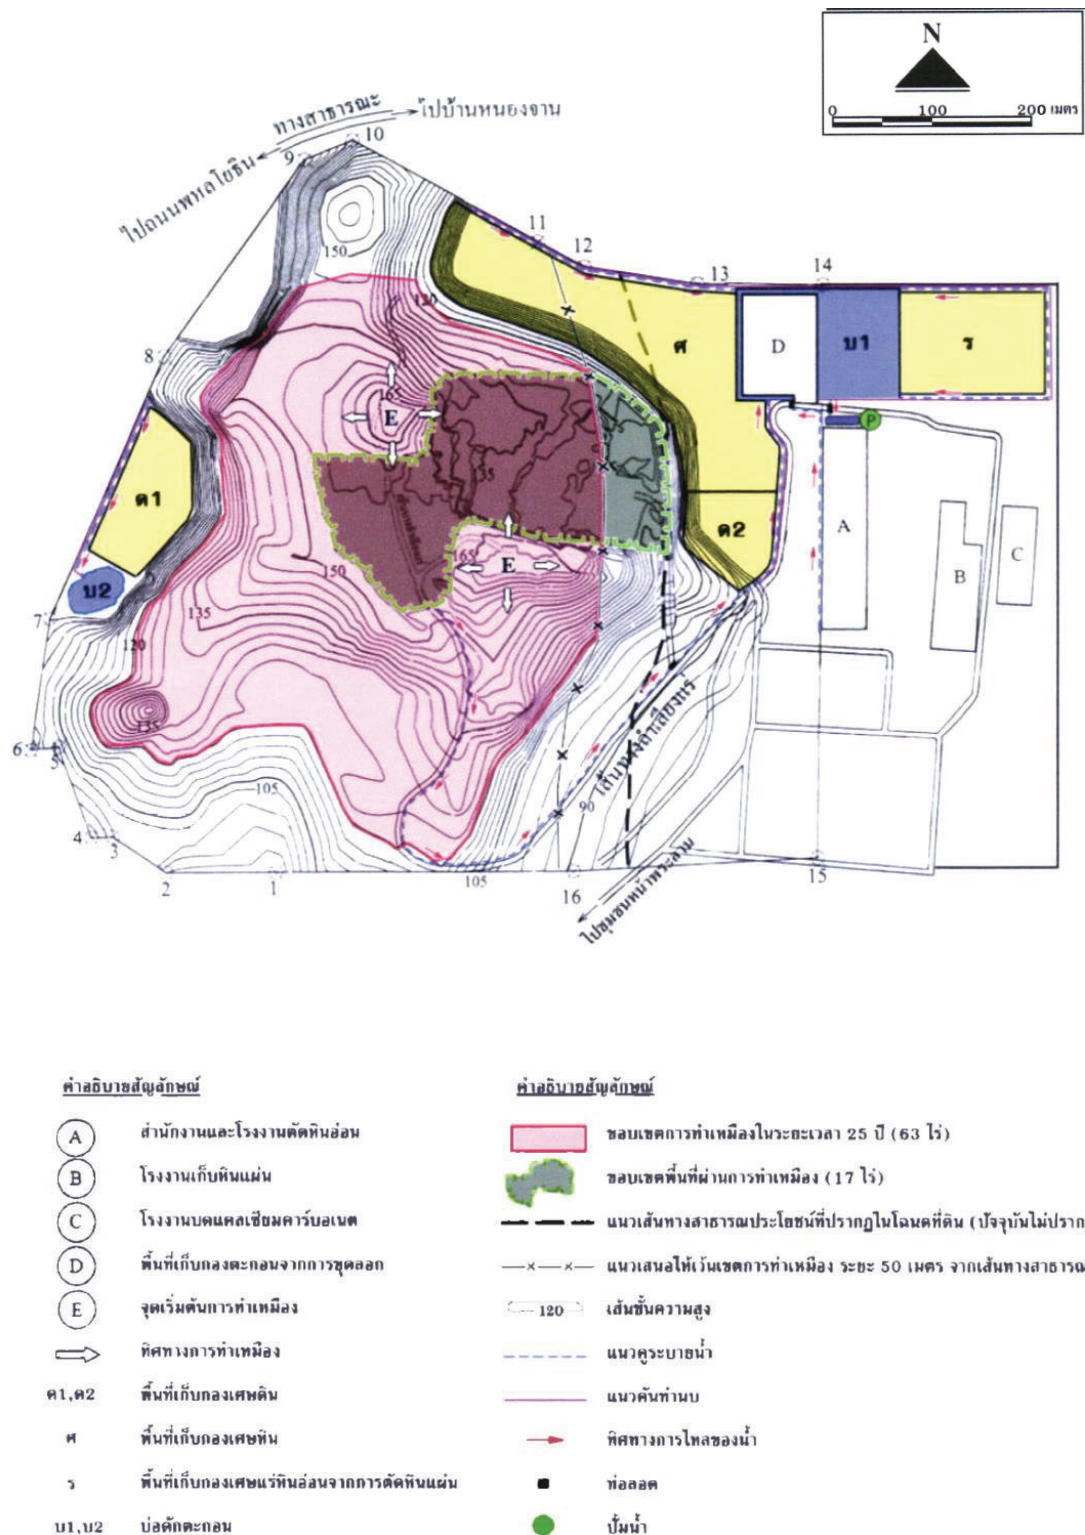 N
0 100 200 เมตร
ทางสาธารณะ
ไปบ้านหนองจาน
ไปถนนพหลโยธิน
9
10
11
12
13
14
150
120
8
165
E
ศ
D
บ1
ร
P
155
ด1
ด2
A
B
C
บ2
150
165
E
135
7
120
135
6
5
เส้นทางลำเลียงแร่
105
90
4
3
2
1
105
16
15
ไปชุมชนหน้าพระลาน
คำอธิบายสัญลักษณ์
A สำนักงานและโรงงานตัดหินอ่อน
B โรงงานเก็บหินแผ่น
C โรงงานบดแคลเซียมคาร์บอเนต
D พื้นที่เก็บกองตะกอนจากการขุดลอก
E จุดเริ่มต้นการทำเหมือง
ทิศทางการทำเหมือง
ด1,ด2 พื้นที่เก็บกองเศษดิน
ศ พื้นที่เก็บกองเศษหิน
ร พื้นที่เก็บกองเศษแร่หินอ่อนจากการตัดหินแผ่น
บ1,บ2 บ่อดักตะกอน
คำอธิบายสัญลักษณ์
ขอบเขตการทำเหมืองในระยะเวลา 25 ปี (63 ไร่)
ขอบเขตพื้นที่ผ่านการทำเหมือง (17 ไร่)
แนวเส้นทางสาธารณประโยชน์ที่ปรากฏในโฉนดที่ดิน (ปัจจุบันไม่ปราก
แนวเสนอให้เว้นเขตการทำเหมือง ระยะ 50 เมตร จากเส้นทางสาธารณ
120 เส้นชั้นความสูง
แนวคูระบายน้ำ
แนวคันทำนบ
ทิศทางการไหลของน้ำ
ท่อลอด
ปั๊มน้ำ